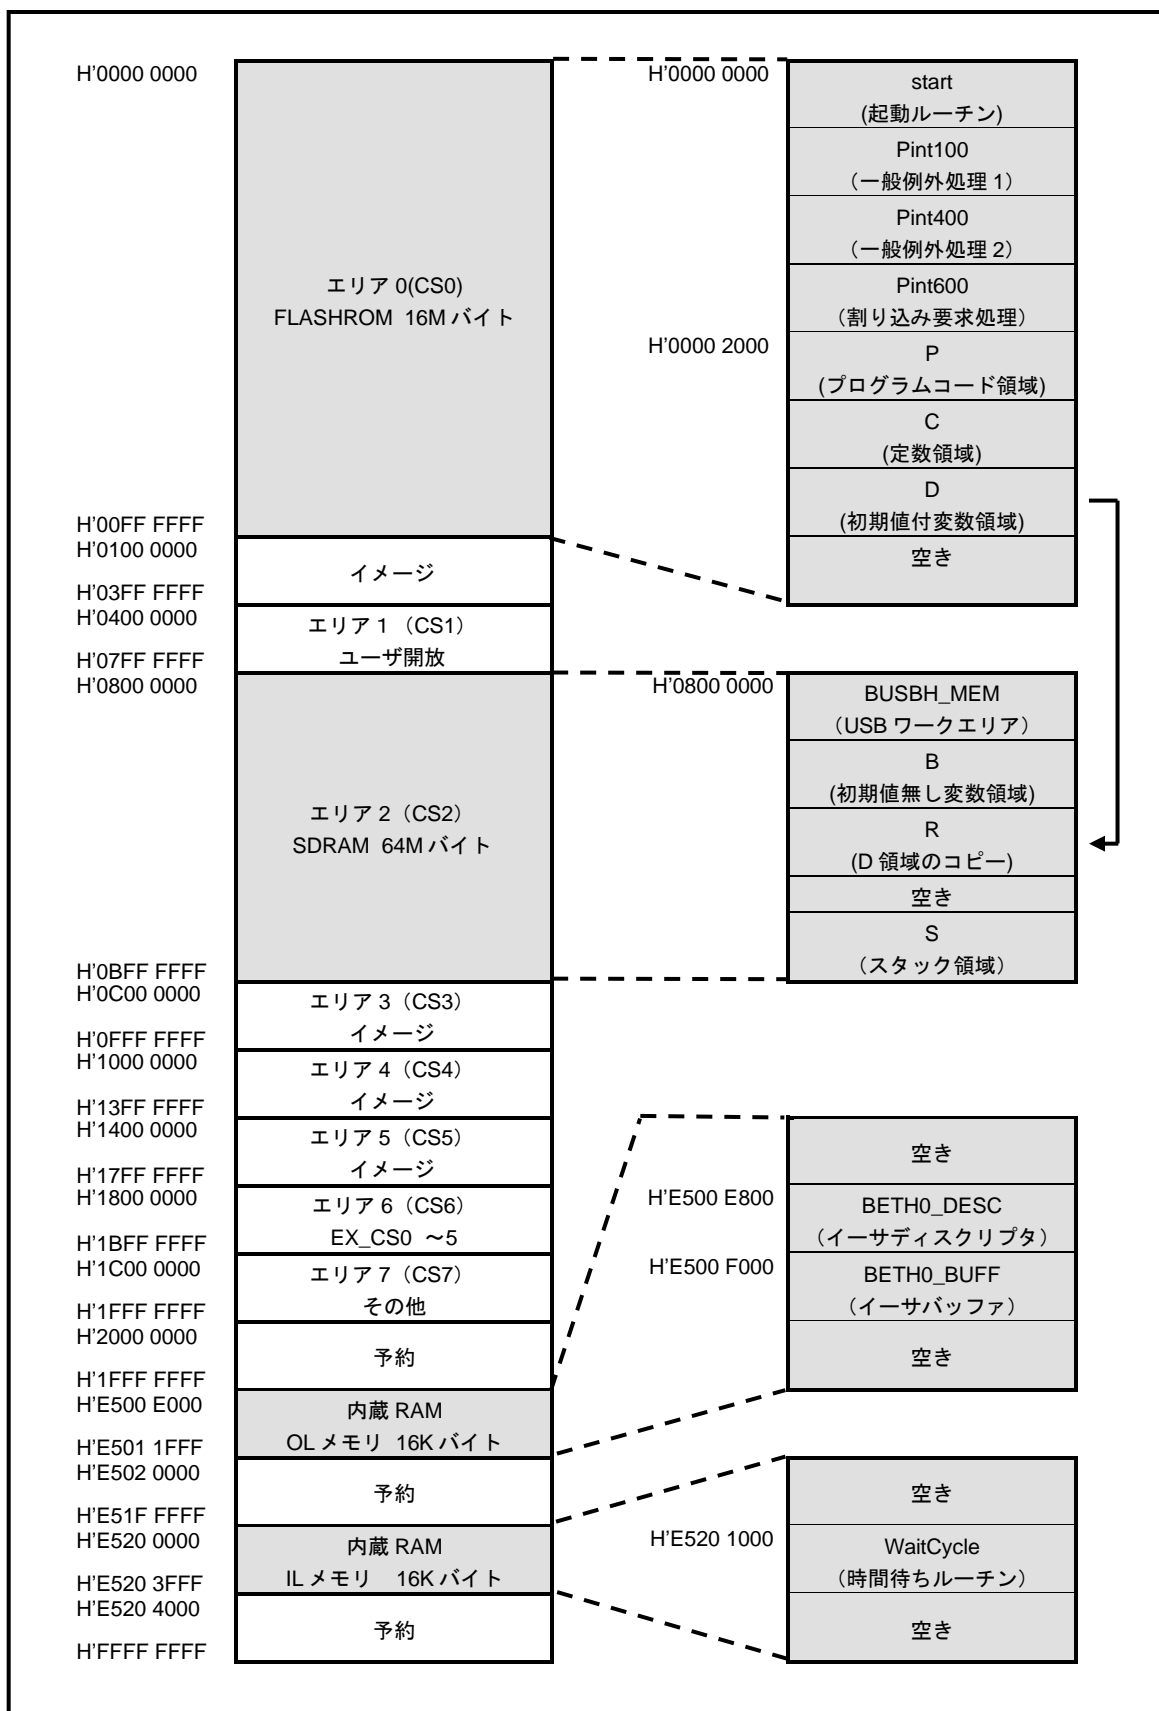 H'0000 0000
エリア 0(CS0)
FLASHROM 16M バイト
H'00FF FFFF
H'0100 0000
イメージ
H'03FF FFFF
H'0400 0000
エリア 1 (CS1)
ユーザ開放
H'07FF FFFF
H'0800 0000
エリア 2(CS2)
SDRAM 64M バイト
H'0BFF FFFF
H'0C00 0000
エリア 3(CS3)
イメージ
H'0FFF FFFF
H'1000 0000
エリア 4(CS4)
イメージ
H'13FF FFFF
H'1400 0000
エリア 5(CS5)
イメージ
H'17FF FFFF
H'1800 0000
エリア 6(CS6)
EX_CS0 ~5
H'1BFF FFFF
H'1C00 0000
エリア 7(CS7)
その他
H'1FFF FFFF
H'2000 0000
予約
H'1FFF FFFF
H'E500 E000
内蔵 RAM
OL メモリ 16K バイト
H'E501 1FFF
H'E502 0000
予約
H'E51F FFFF
H'E520 0000
内蔵 RAM
IL メモリ 16K バイト
H'E520 3FFF
H'E520 4000
予約
H'FFFF FFFF
H'0000 0000
start
(起動ルーチン)
Pint100
(一般例外処理 1)
Pint400
(一般例外処理 2)
Pint600
(割り込み要求処理)
H'0000 2000
P
(プログラムコード領域)
C
(定数領域)
D
(初期値付変数領域)
空き
H'0800 0000
BUSBH_MEM
(USB ワークエリア)
B
(初期値無し変数領域)
R
(D 領域のコピー)
空き
S
(スタック領域)
空き
H'E500 E800
BETH0_DESC
(イーサディスクリプタ)
H'E500 F000
BETH0_BUFF
(イーサバッファ)
空き
空き
H'E520 1000
WaitCycle
(時間待ちルーチン)
空き